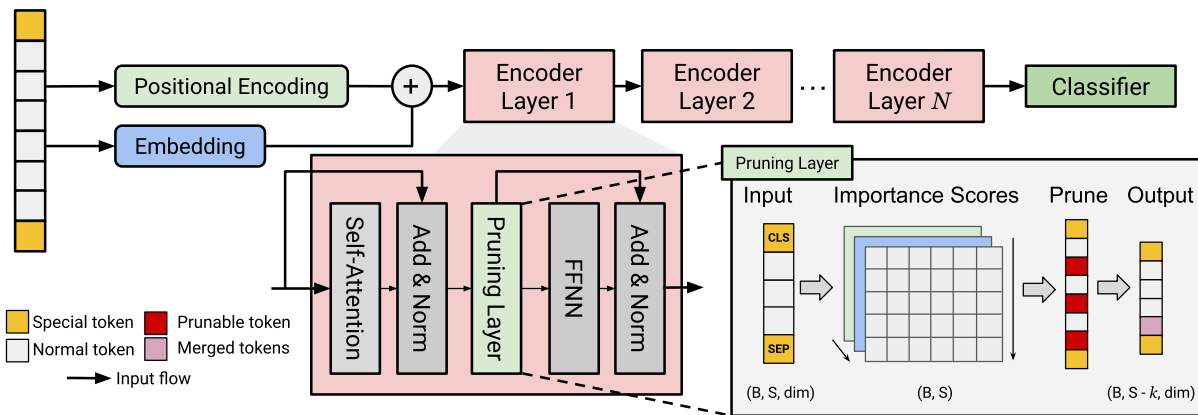 Positional Encoding
Embedding
+
Encoder
Layer 1
Encoder
Layer 2
...
Encoder
Layer N
Classifier
Self-Attention
Add & Norm
Pruning Layer
FFNN
Add & Norm
Special token
Prunable token
Normal token
Merged tokens
Input flow
Pruning Layer
Input
Importance Scores
Prune
Output
CLS
SEP
(B, S, dim)
(B, S)
(B, S - k, dim)